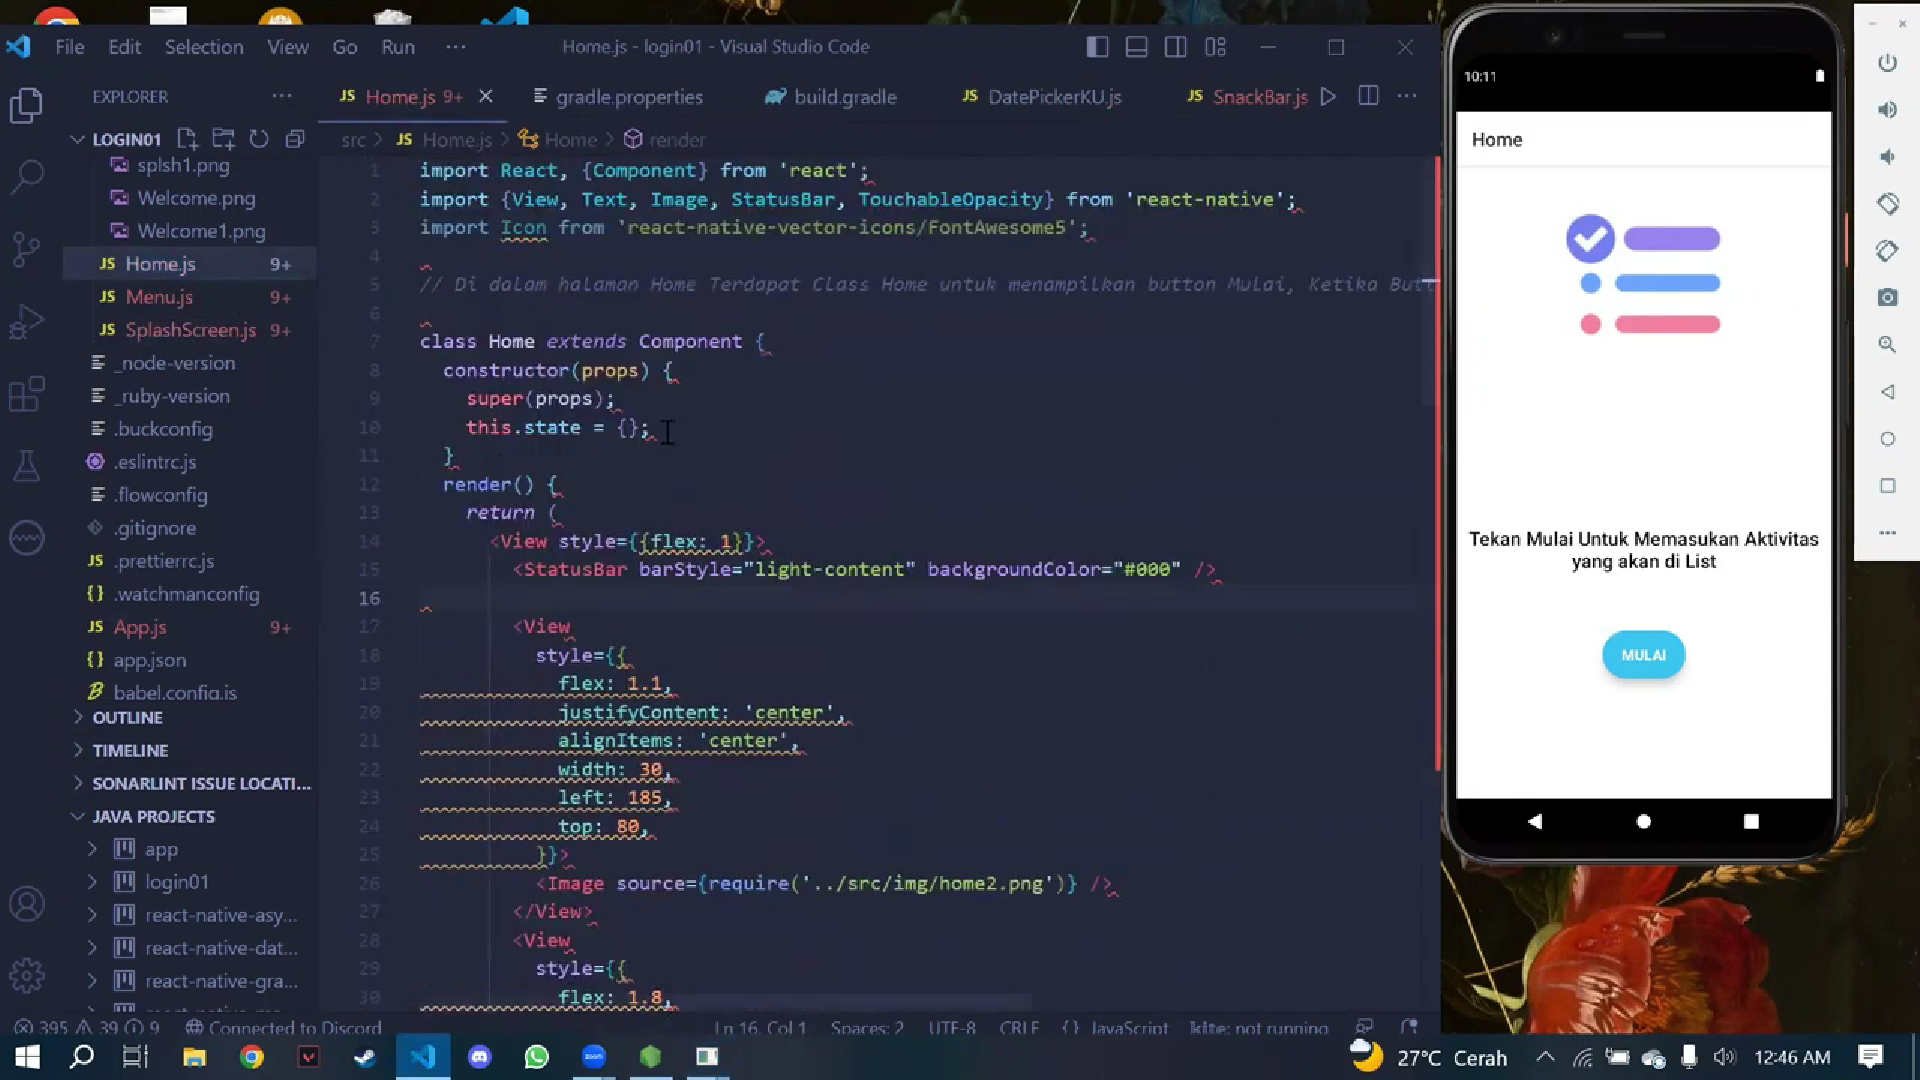 File Edit Selection View Go Run ··· Home.js - login01 - Visual Studio Code
EXPLORER ···
JS Home.js 9+ gradle.properties build.gradle JS DatePickerKU.js JS SnackBar.js ···
LOGIN01
src > JS Home.js > Home > render
splsh1.png
Welcome.png
Welcome1.png
JS Home.js 9+
JS Menu.js 9+
JS SplashScreen.js 9+
_node-version
_ruby-version
.buckconfig
.eslintrc.js
.flowconfig
.gitignore
JS .prettierrc.js
{} .watchmanconfig
JS App.js 9+
{} app.json
babel.config.js
OUTLINE
TIMELINE
SONARLINT ISSUE LOCATI...
JAVA PROJECTS
app
login01
react-native-asy...
react-native-dat...
react-native-gra...
1 import React, {Component} from 'react';
2 import {View, Text, Image, StatusBar, TouchableOpacity} from 'react-native';
3 import Icon from 'react-native-vector-icons/FontAwesome5';
4
5 // Di dalam halaman Home Terdapat Class Home untuk menampilkan button Mulai, Ketika But
6
7 class Home extends Component {
8 constructor(props) {
9 super(props);
10 this.state = {};
11 }
12 render() {
13 return (
14 <View style={{flex: 1}}>
15 <StatusBar barStyle="light-content" backgroundColor="#000" />
16
17 <View
18 style={{
19 flex: 1.1,
20 justifyContent: 'center',
21 alignItems: 'center',
22 width: 30,
23 left: 185,
24 top: 80,
25 }}>
26 <Image source={require('../src/img/home2.png')} />
27 </View>
28 <View
29 style={{
30 flex: 1.8,
395 39 9 Connected to Discord Ln 16, Col 1 Spaces: 2 UTF-8 CRLF {} JavaScript kite: not running
10:11
Home
Tekan Mulai Untuk Memasukan Aktivitas
yang akan di List
MULAI
zoom
27°C Cerah 12:46 AM